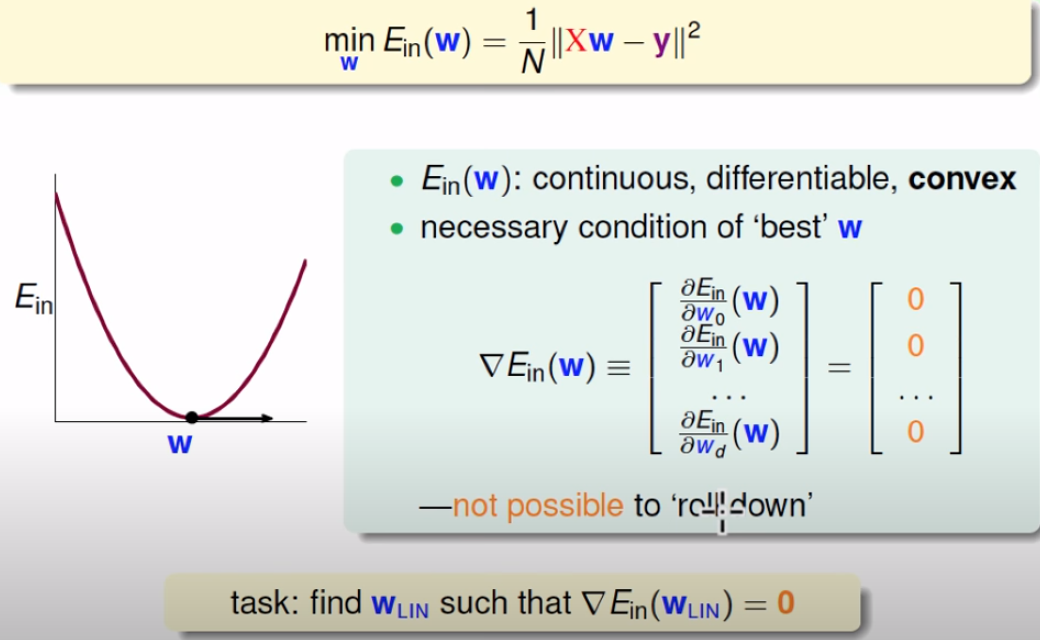 min E_in(w) = 1/N ‖Xw − y‖²
w
• E_in(w): continuous, differentiable, convex
• necessary condition of ‘best’ w
E_in
∇E_in(w) ≡ [ ∂E_in/∂w_0 (w) ∂E_in/∂w_1 (w) . . . ∂E_in/∂w_d (w) ] = [ 0 0 . . . 0 ]
w
—not possible to ‘roll down’
task: find w_LIN such that ∇E_in(w_LIN) = 0